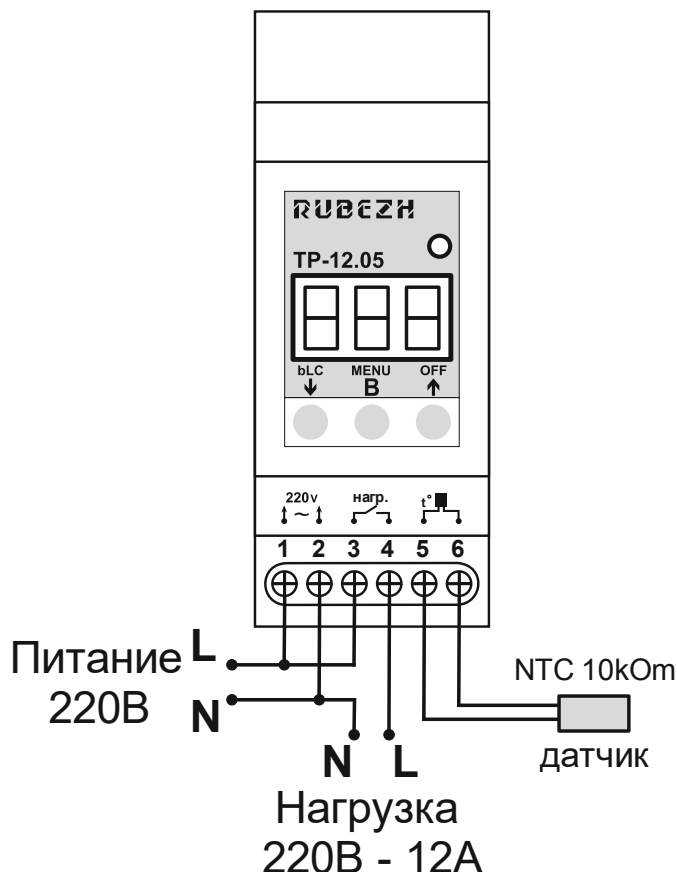 RUBEZH
TP-12.05
bLC MENU OFF
B
220v нагр. t°
1 2 3 4 5 6
Питание L
220В N
NTC 10kOm
датчик
N L
Нагрузка
220В - 12А